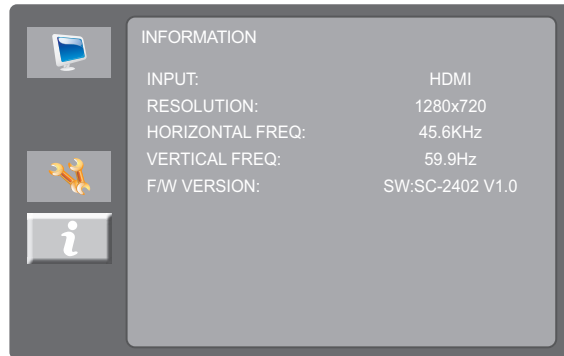 INFORMATION
INPUT: HDMI
RESOLUTION: 1280x720
HORIZONTAL FREQ: 45.6KHz
VERTICAL FREQ: 59.9Hz
F/W VERSION: SW:SC-2402 V1.0
i